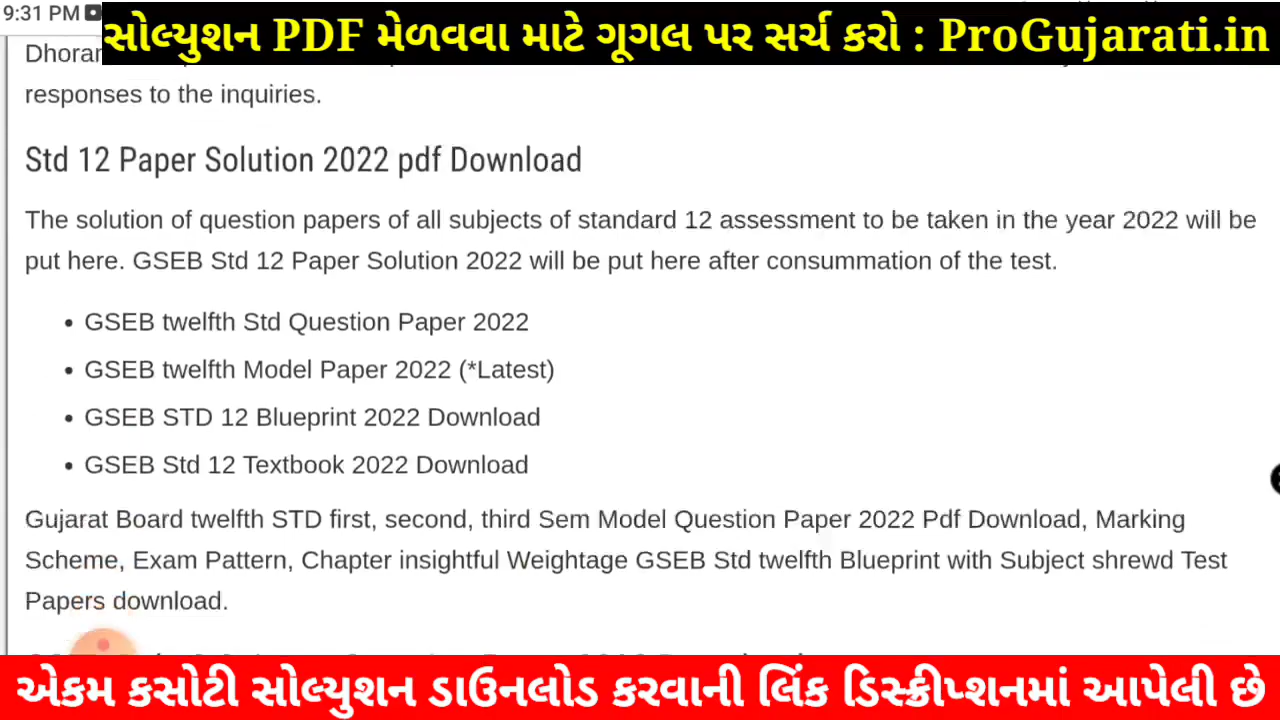 9:31 PM
સોલ્યુશન PDF મેળવવા માટે ગૂગલ પર સર્ચ કરો : ProGujarati.in
responses to the inquiries.
Std 12 Paper Solution 2022 pdf Download
The solution of question papers of all subjects of standard 12 assessment to be taken in the year 2022 will be
put here. GSEB Std 12 Paper Solution 2022 will be put here after consummation of the test.
• GSEB twelfth Std Question Paper 2022
• GSEB twelfth Model Paper 2022 (*Latest)
• GSEB STD 12 Blueprint 2022 Download
• GSEB Std 12 Textbook 2022 Download
Gujarat Board twelfth STD first, second, third Sem Model Question Paper 2022 Pdf Download, Marking
Scheme, Exam Pattern, Chapter insightful Weightage GSEB Std twelfth Blueprint with Subject shrewd Test
Papers download.
એકમ કસોટી સોલ્યુશન ડાઉનલોડ કરવાની લિંક ડિસ્ક્રીપ્શનમાં આપેલી છે